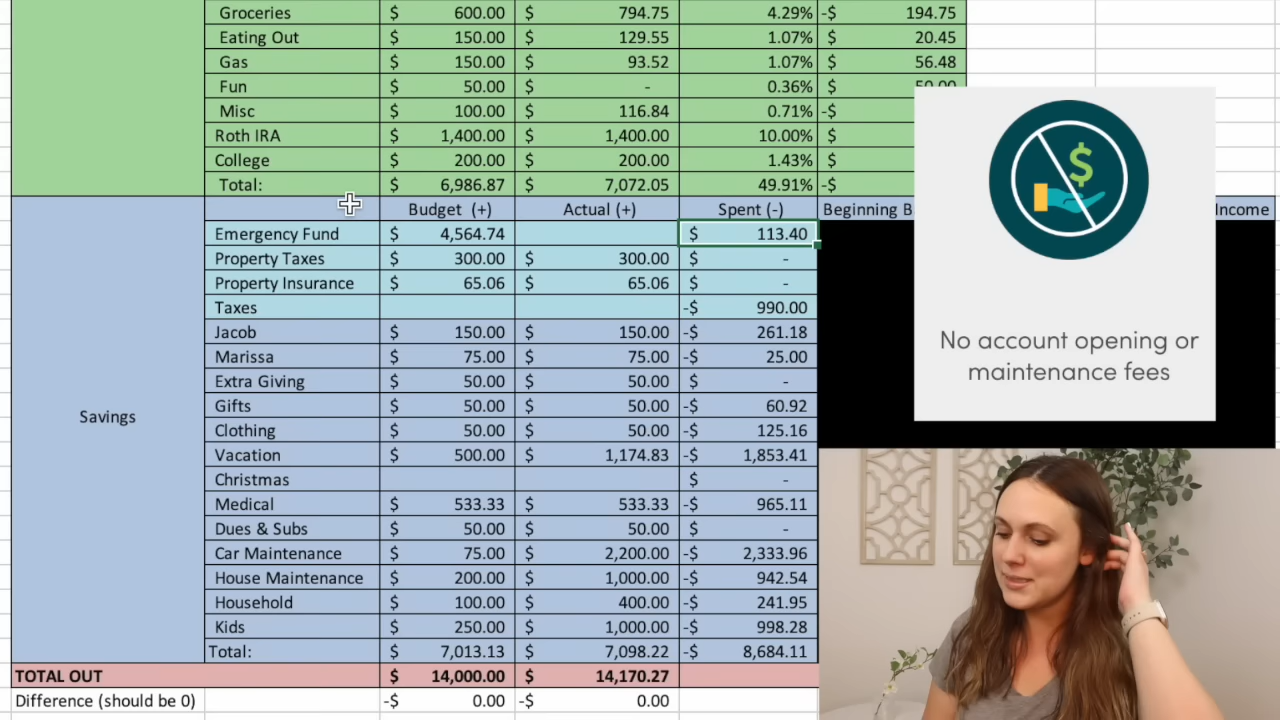 Groceries $ 600.00 $ 794.75 4.29% -$ 194.75
Eating Out $ 150.00 $ 129.55 1.07% $ 20.45
Gas $ 150.00 $ 93.52 1.07% $ 56.48
Fun $ 50.00 $ - 0.36% $ 50.00
Misc $ 100.00 $ 116.84 0.71% -$
Roth IRA $ 1,400.00 $ 1,400.00 10.00% $
College $ 200.00 $ 200.00 1.43% $
Total: $ 6,986.87 $ 7,072.05 49.91% -$
Budget (+) Actual (+) Spent (-) Beginning B Income
Emergency Fund $ 4,564.74 $ 113.40
Property Taxes $ 300.00 $ 300.00 $ -
Property Insurance $ 65.06 $ 65.06 $ -
Taxes -$ 990.00
Jacob $ 150.00 $ 150.00 -$ 261.18
Marissa $ 75.00 $ 75.00 -$ 25.00
Extra Giving $ 50.00 $ 50.00 $ -
Gifts $ 50.00 $ 50.00 -$ 60.92
Savings
Clothing $ 50.00 $ 50.00 -$ 125.16
Vacation $ 500.00 $ 1,174.83 -$ 1,853.41
Christmas $ -
Medical $ 533.33 $ 533.33 -$ 965.11
Dues & Subs $ 50.00 $ 50.00 $ -
Car Maintenance $ 75.00 $ 2,200.00 -$ 2,333.96
House Maintenance $ 200.00 $ 1,000.00 -$ 942.54
Household $ 100.00 $ 400.00 -$ 241.95
Kids $ 250.00 $ 1,000.00 -$ 998.28
Total: $ 7,013.13 $ 7,098.22 -$ 8,684.11
TOTAL OUT $ 14,000.00 $ 14,170.27
Difference (should be 0) -$ 0.00 -$ 0.00
$
No account opening or
maintenance fees